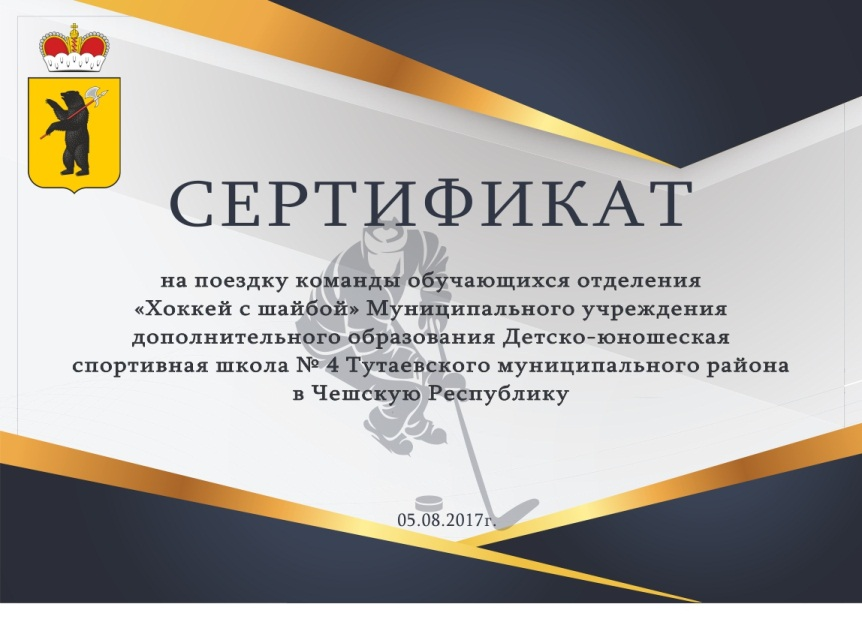 СЕРТИФИКАТ
на поездку команды обучающихся отделения
«Хоккей с шайбой» Муниципального учреждения
дополнительного образования Детско-юношеская
спортивная школа № 4 Тутаевского муниципального района
в Чешскую Республику
05.08.2017г.